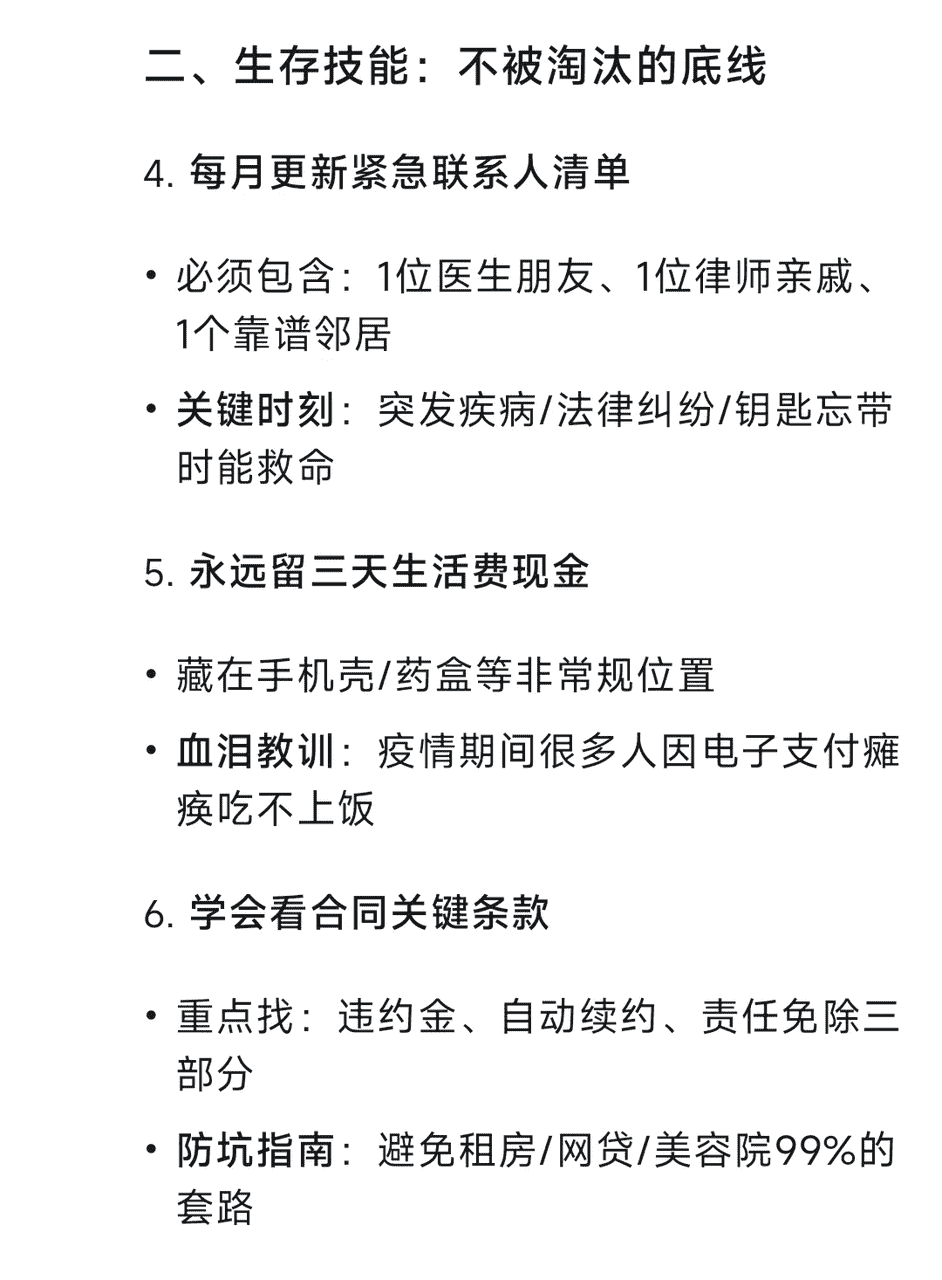 二、生存技能：不被淘汰的底线
4. 每月更新紧急联系人清单
• 必须包含：1位医生朋友、1位律师亲戚、
1个靠谱邻居
• 关键时刻：突发疾病/法律纠纷/钥匙忘带
时能救命
5. 永远留三天生活费现金
• 藏在手机壳/药盒等非常规位置
• 血泪教训：疫情期间很多人因电子支付瘫
痪吃不上饭
6. 学会看合同关键条款
• 重点找：违约金、自动续约、责任免除三
部分
• 防坑指南：避免租房/网贷/美容院99%的
套路